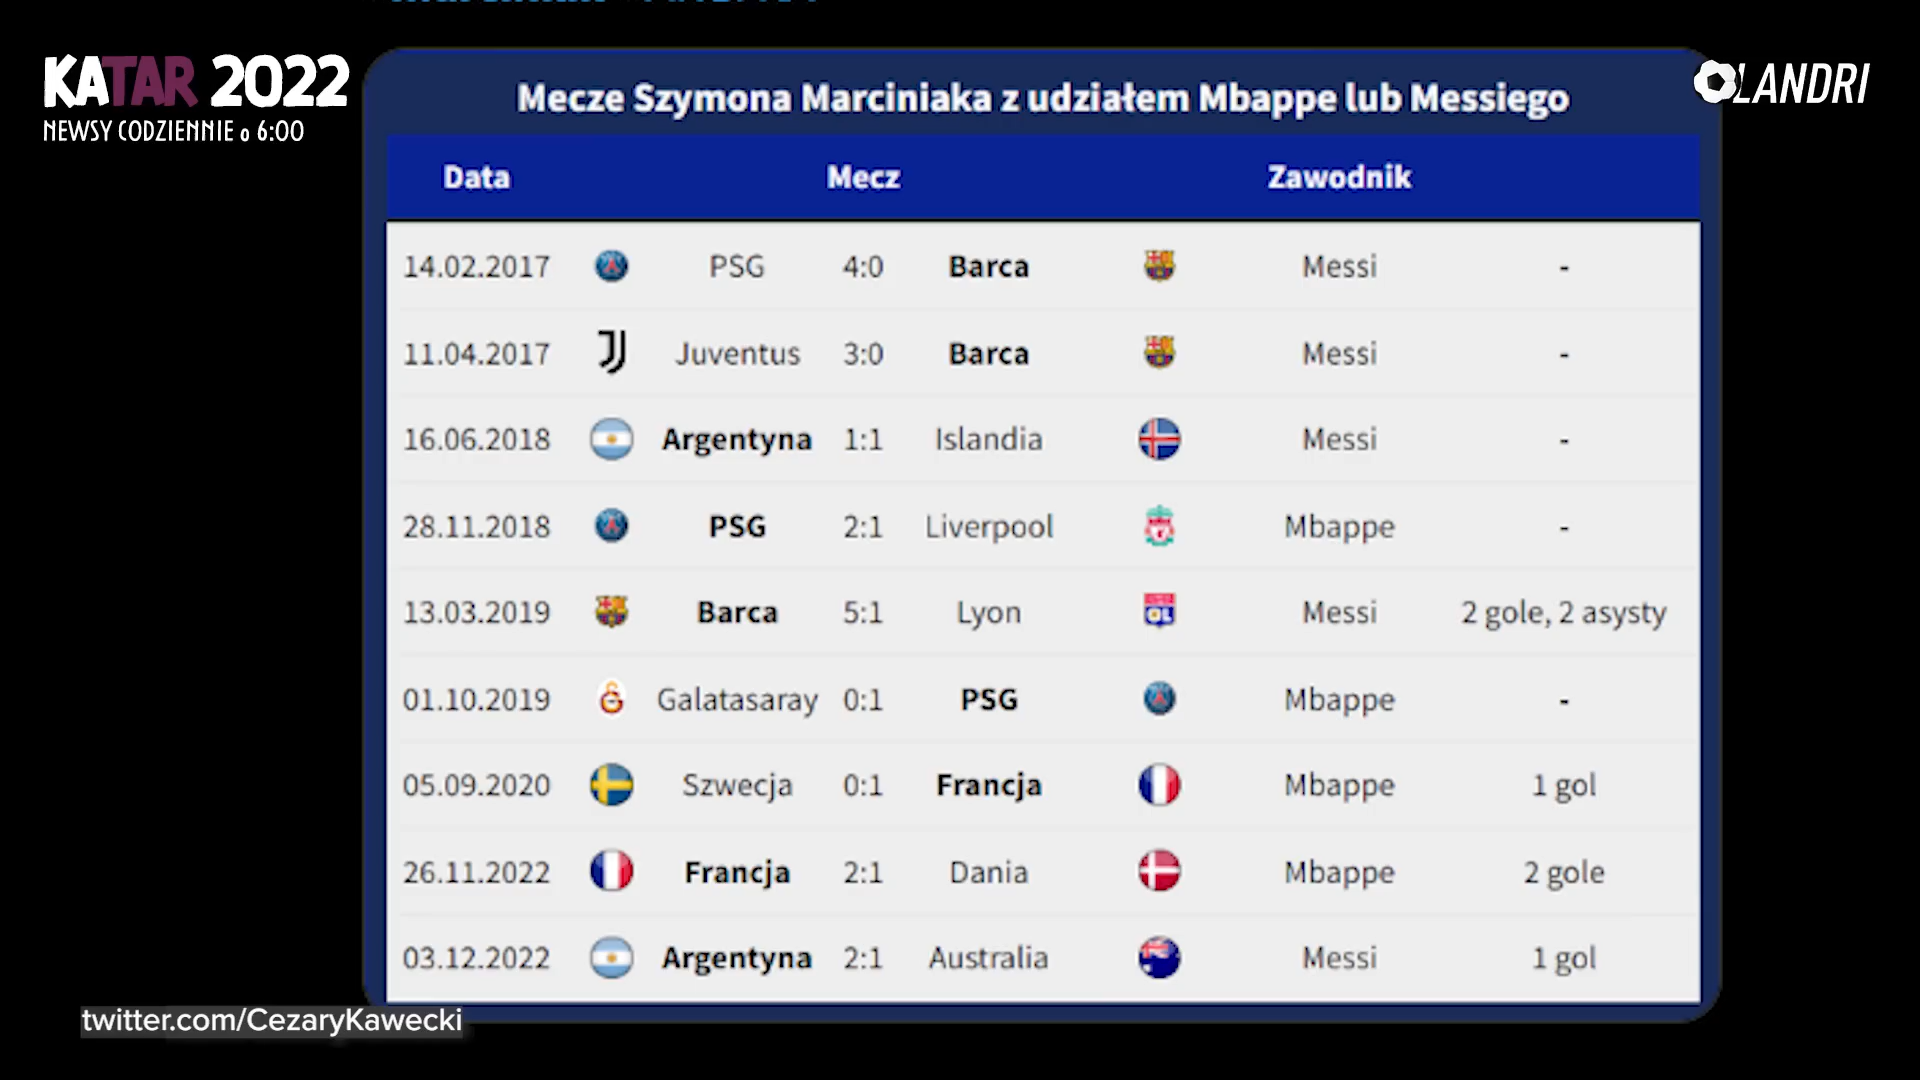 KATAR 2022
NEWSY CODZIENNIE o 6:00
OLANDRI
Mecze Szymona Marciniaka z udziałem Mbappe lub Messiego
Data Mecz Zawodnik
14.02.2017 PSG 4:0 Barca Messi -
11.04.2017 Juventus 3:0 Barca Messi -
16.06.2018 Argentyna 1:1 Islandia Messi -
28.11.2018 PSG 2:1 Liverpool Mbappe -
13.03.2019 Barca 5:1 Lyon Messi 2 gole, 2 asysty
01.10.2019 Galatasaray 0:1 PSG Mbappe -
05.09.2020 Szwecja 0:1 Francja Mbappe 1 gol
26.11.2022 Francja 2:1 Dania Mbappe 2 gole
03.12.2022 Argentyna 2:1 Australia Messi 1 gol
twitter.com/CezaryKawecki